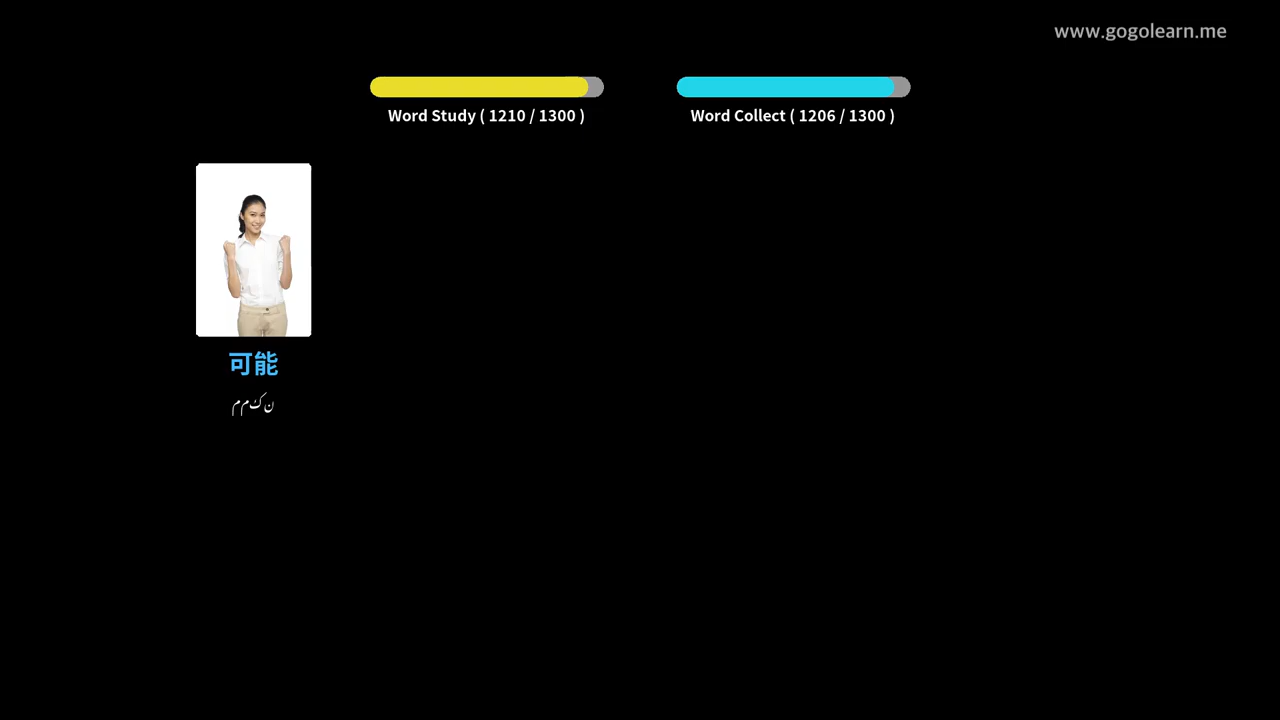 www.gogolearn.me
Word Study ( 1210 / 1300 )
Word Collect ( 1206 / 1300 )
可能
ممکن